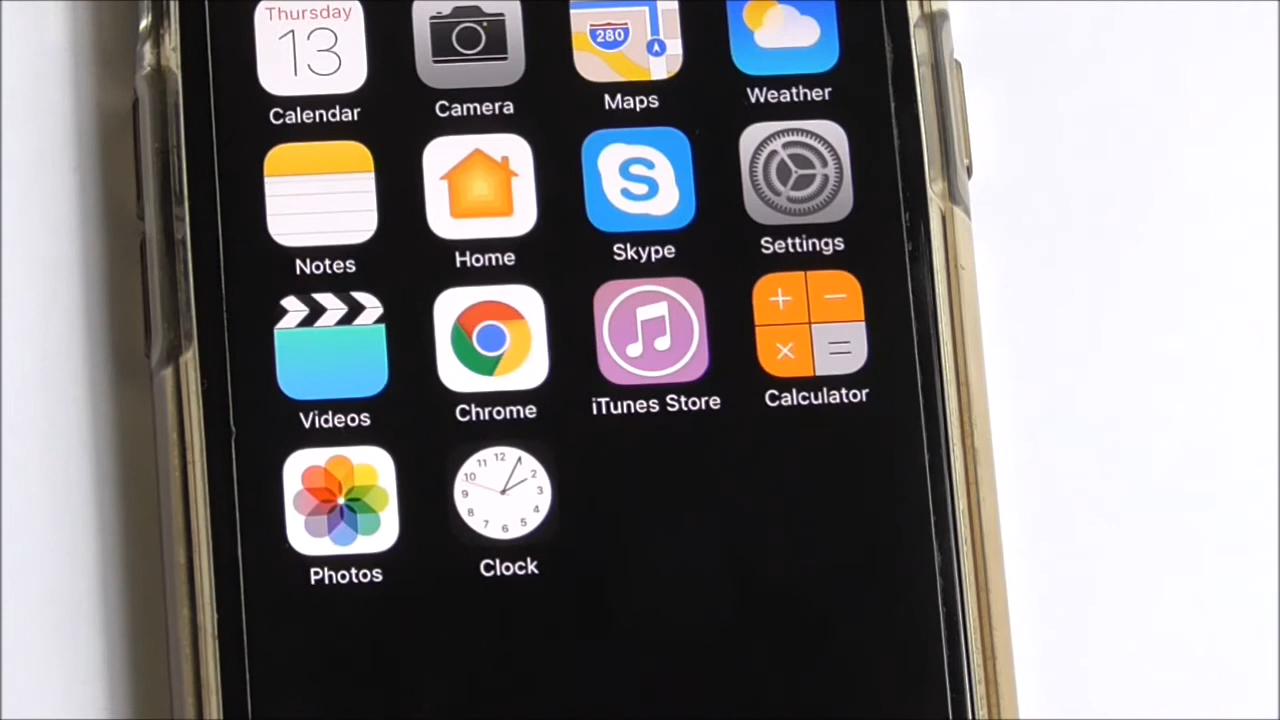 Thursday
13
280
Calendar Camera Maps Weather
S
Notes Home Skype Settings
+ −
× =
Videos Chrome iTunes Store Calculator
12
11
10 2
9 3
8 4
7 6 5
Photos Clock